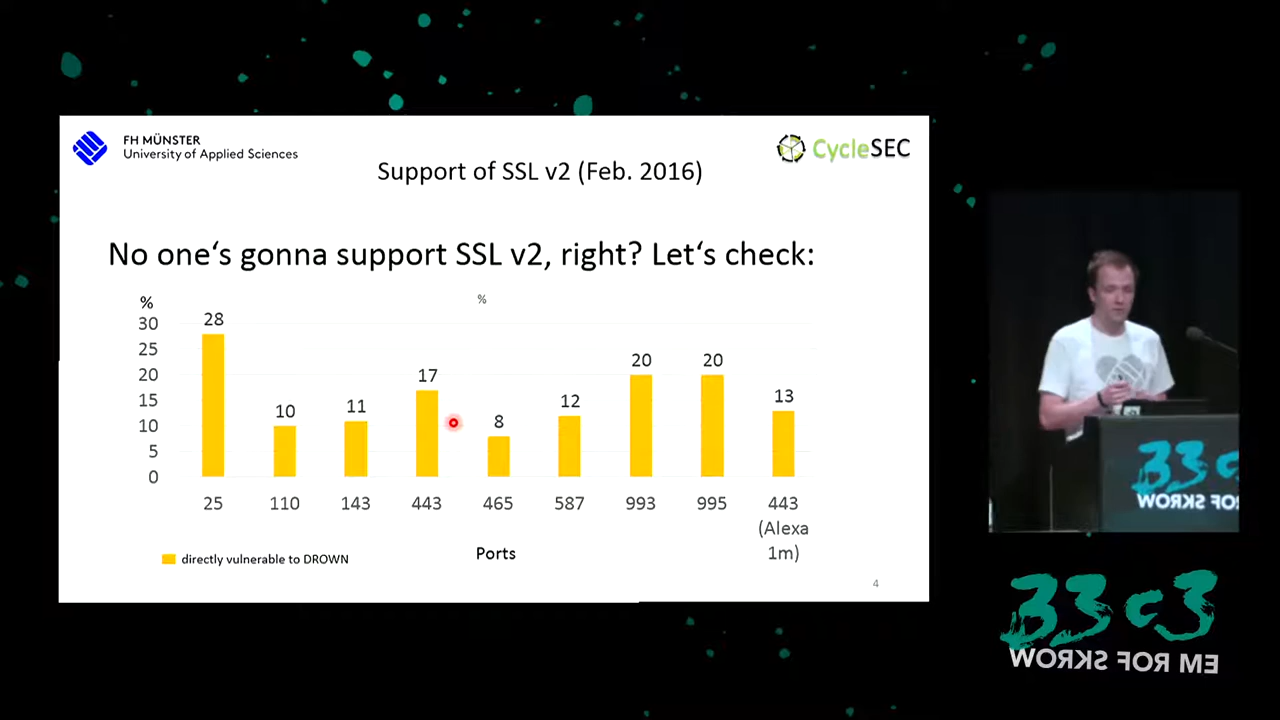 FH MÜNSTER
University of Applied Sciences
CycleSEC
Support of SSL v2 (Feb. 2016)
No one‘s gonna support SSL v2, right? Let‘s check:
%
%
30
25
20
15
10
5
0
28
10
11
17
8
12
20
20
13
25
110
143
443
465
587
993
995
443
(Alexa
1m)
Ports
directly vulnerable to DROWN
4
33C3
WORKS FOR
33C3
WORKS FOR ME